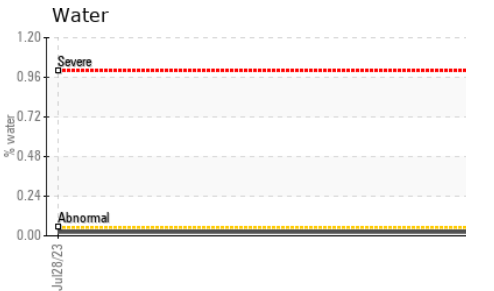 Water
1.20
Severe
0.96
0.72
% water
0.48
0.24
Abnormal
0.00
Jul28/23